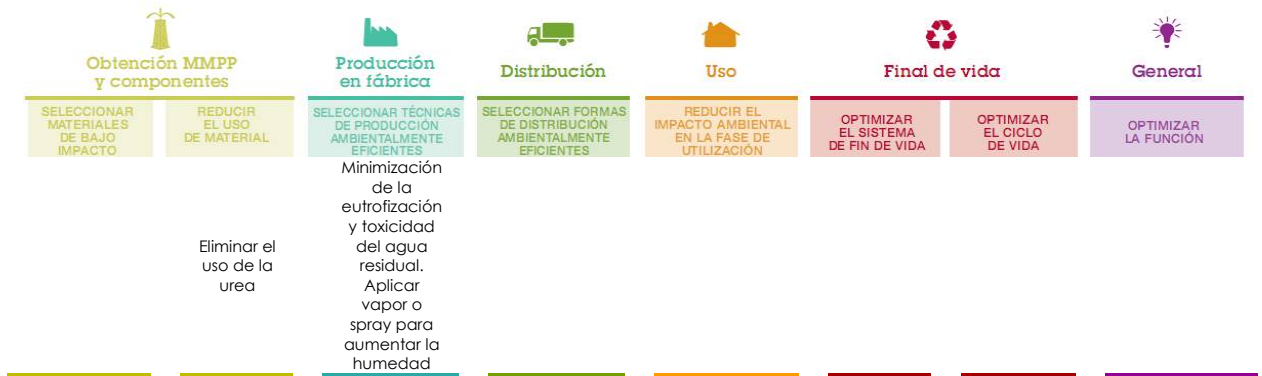 Obtención MMPP
y componentes
Producción
en fábrica
Distribución
Uso
Final de vida
General
SELECCIONAR
MATERIALES
DE BAJO
IMPACTO
REDUCIR
EL USO
DE MATERIAL
SELECCIONAR TÉCNICAS
DE PRODUCCIÓN
AMBIENTALMENTE
EFICIENTES
SELECCIONAR FORMAS
DE DISTRIBUCIÓN
AMBIENTALMENTE
EFICIENTES
REDUCIR EL
IMPACTO AMBIENTAL
EN LA FASE DE
UTILIZACIÓN
OPTIMIZAR
EL SISTEMA
DE FIN DE VIDA
OPTIMIZAR
EL CICLO
DE VIDA
OPTIMIZAR
LA FUNCIÓN
Eliminar el
uso de la
urea
Minimización
de la
eutrofización
y toxicidad
del agua
residual.
Aplicar
vapor o
spray para
aumentar la
humedad